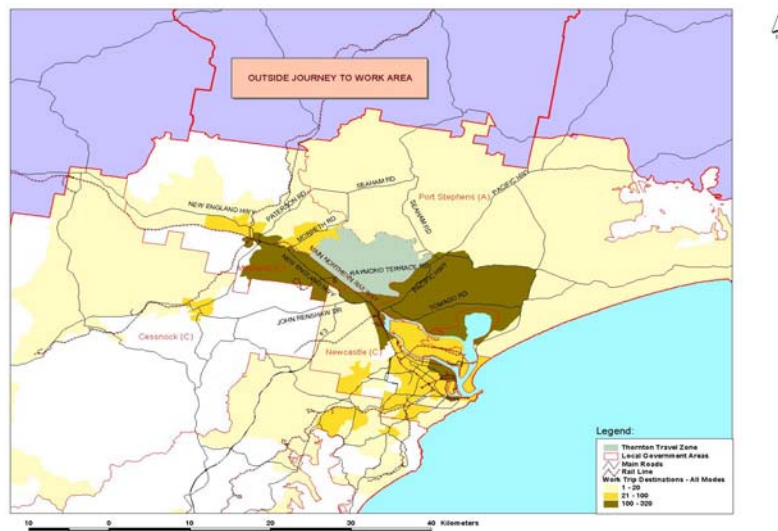 OUTSIDE JOURNEY TO WORK AREA
SEAHAM RD
PACIFIC HWY
Port Stephens (A)
NEW ENGLAND HWY
PATERSON RD
SEAHAM RD
MORPETH RD
MAIN NORTHERN RAILWAY
RAYMOND TERRACE RD
PACIFIC HWY
NEW ENGLAND HWY
TOMAGO RD
JOHN RENSHAW DR
Cessnock (C)
Newcastle (C)
Legend:
Thornton Travel Zone
Local Government Areas
Main Roads
Rail Line
Work Trip Destinations - All Modes
1 - 20
21 - 100
100 - 320
10 0 10 20 30 40 Kilometers